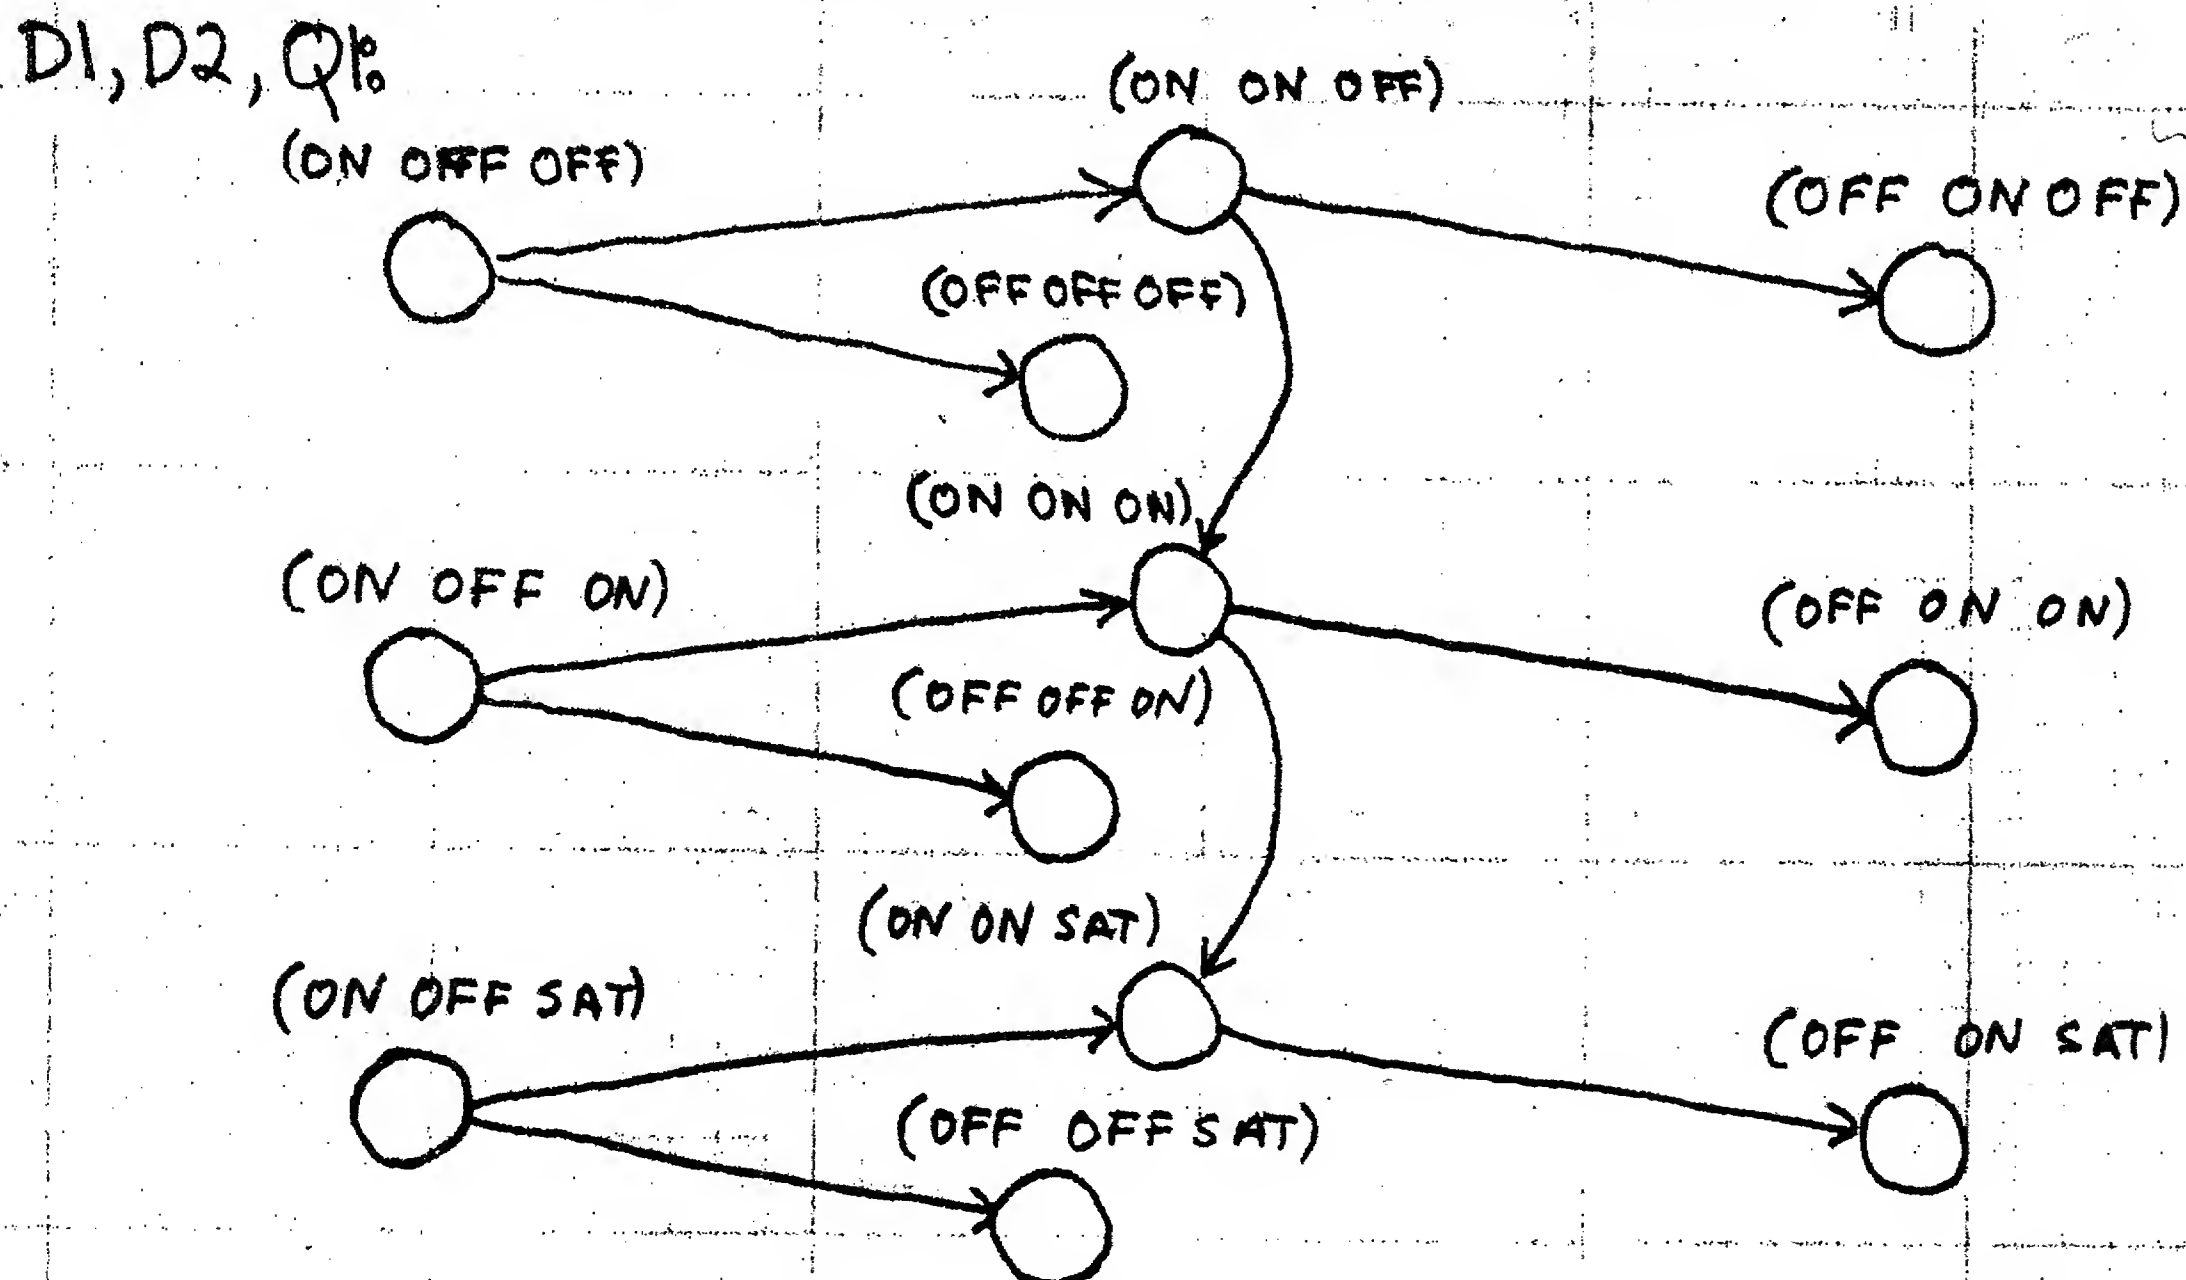 D1, D2, Q1:
(ON ON OFF)
(ON OFF OFF)
(OFF ON OFF)
(OFF OFF OFF)
(ON ON ON)
(ON OFF ON)
(OFF ON ON)
(OFF OFF ON)
(ON ON SAT)
(ON OFF SAT)
(OFF ON SAT)
(OFF OFF SAT)